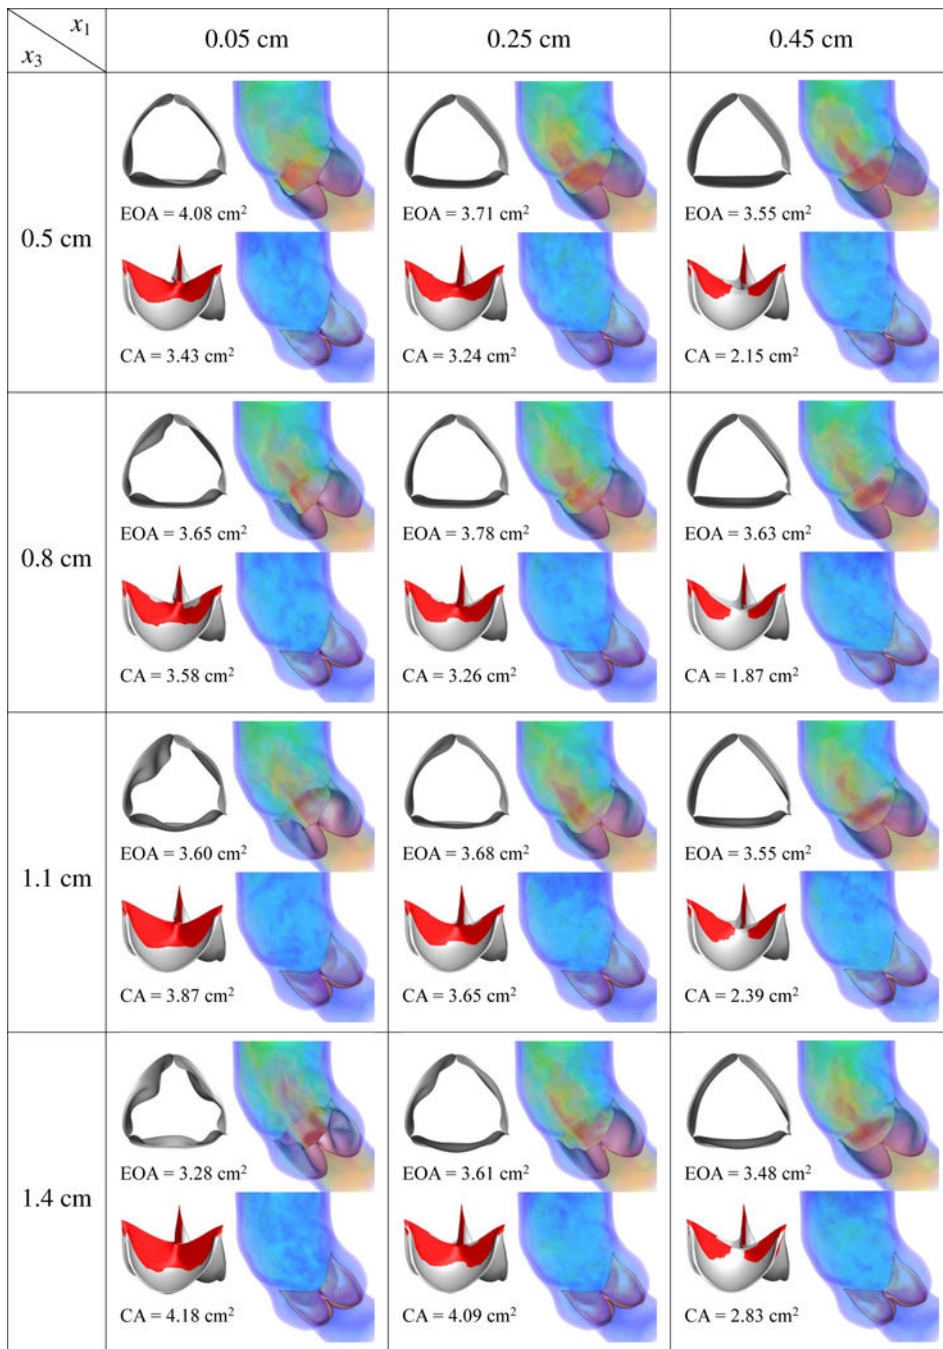 x₁
x₃
0.05 cm
0.25 cm
0.45 cm
0.5 cm
EOA = 4.08 cm²
CA = 3.43 cm²
EOA = 3.71 cm²
CA = 3.24 cm²
EOA = 3.55 cm²
CA = 2.15 cm²
0.8 cm
EOA = 3.65 cm²
CA = 3.58 cm²
EOA = 3.78 cm²
CA = 3.26 cm²
EOA = 3.63 cm²
CA = 1.87 cm²
1.1 cm
EOA = 3.60 cm²
CA = 3.87 cm²
EOA = 3.68 cm²
CA = 3.65 cm²
EOA = 3.55 cm²
CA = 2.39 cm²
1.4 cm
EOA = 3.28 cm²
CA = 4.18 cm²
EOA = 3.61 cm²
CA = 4.09 cm²
EOA = 3.48 cm²
CA = 2.83 cm²